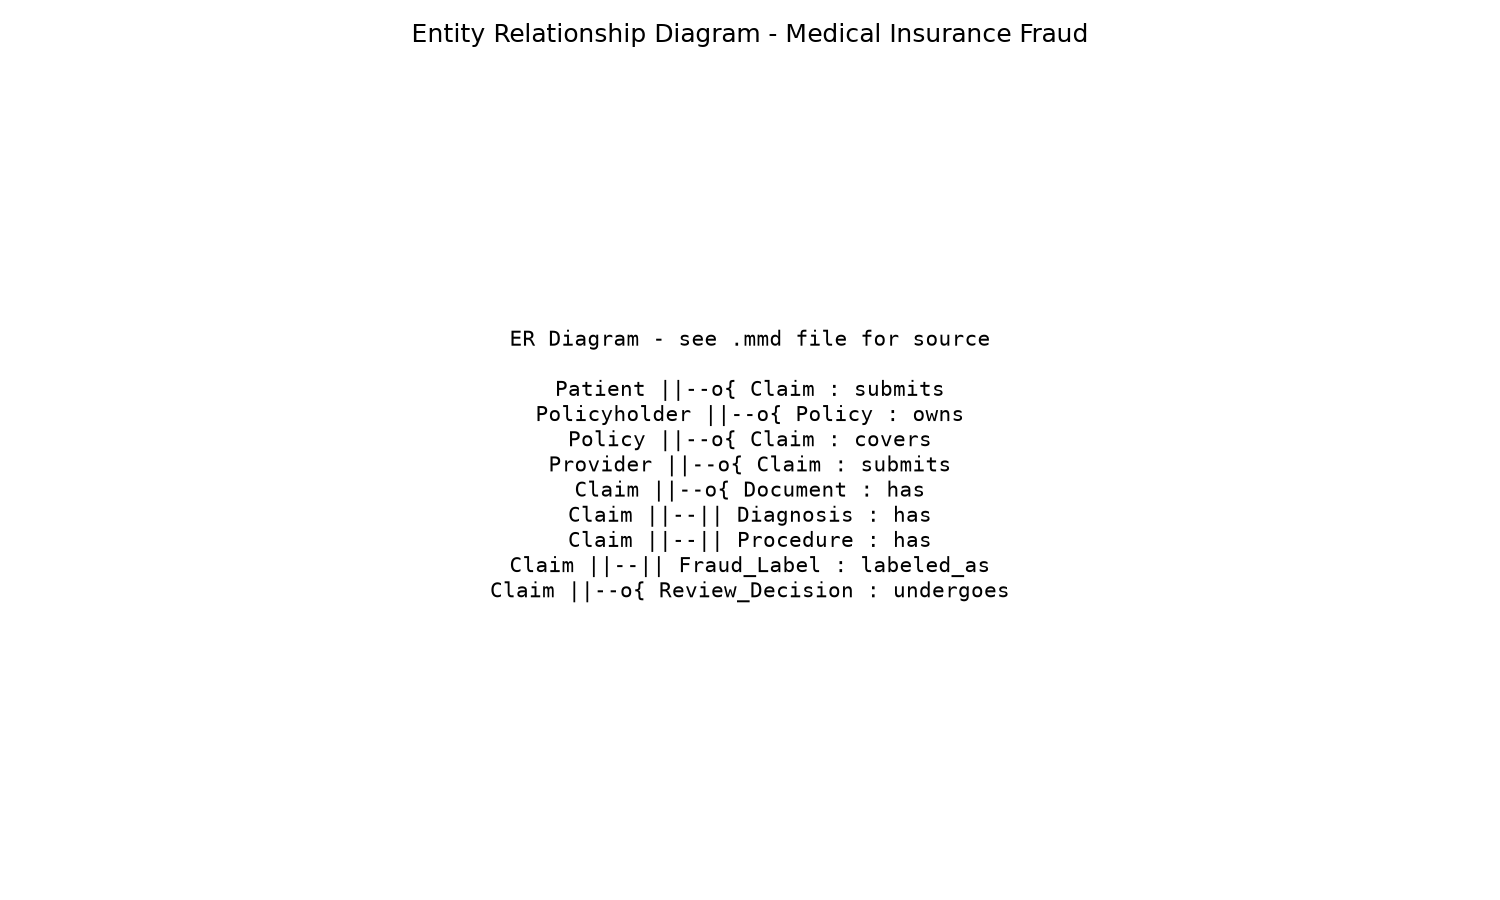 Entity Relationship Diagram - Medical Insurance Fraud
ER Diagram - see .mmd file for source
Patient ||--o{ Claim : submits
Policyholder ||--o{ Policy : owns
Policy ||--o{ Claim : covers
Provider ||--o{ Claim : submits
Claim ||--o{ Document : has
Claim ||--|| Diagnosis : has
Claim ||--|| Procedure : has
Claim ||--|| Fraud_Label : labeled_as
Claim ||--o{ Review_Decision : undergoes